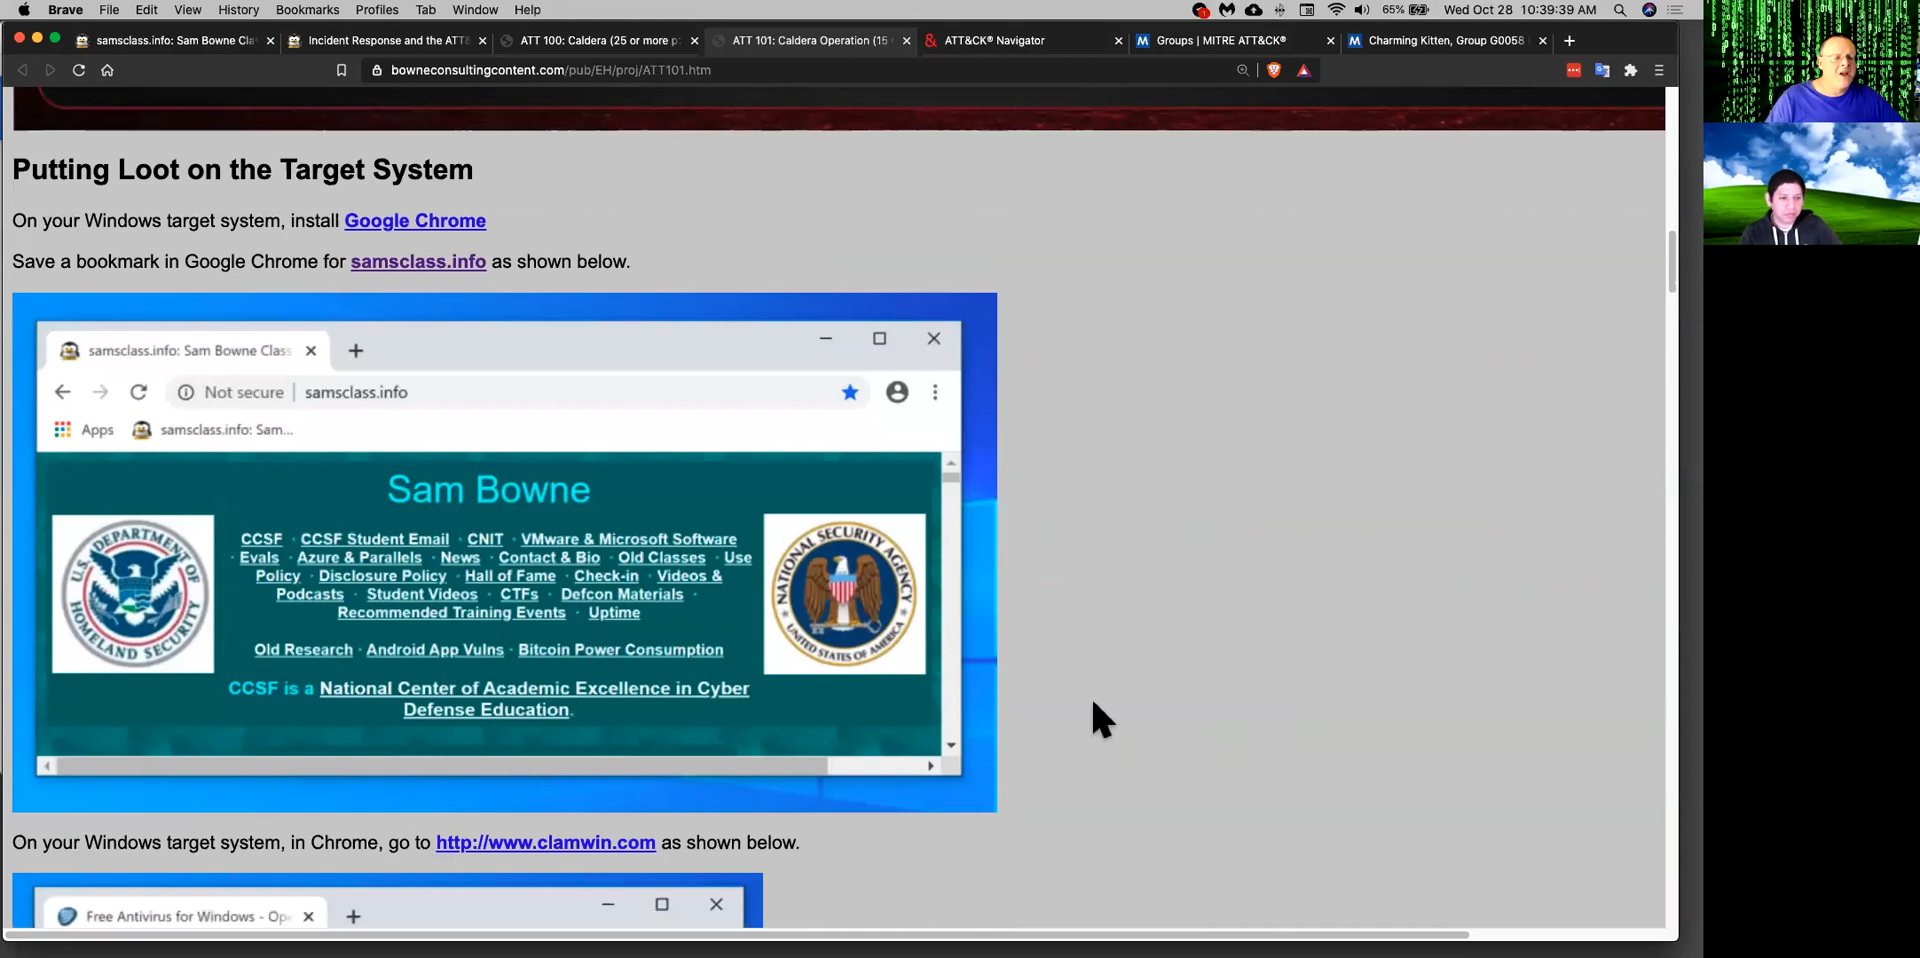 Brave File Edit View History Bookmarks Profiles Tab Window Help 65% Wed Oct 28 10:39:39 AM
samsclass.info: Sam Bowne Cla Incident Response and the ATT& ATT 100: Caldera (25 or more p ATT 101: Caldera Operation (15 ATT&CK® Navigator Groups | MITRE ATT&CK® Charming Kitten, Group G0058
bowneconsultingcontent.com/pub/EH/proj/ATT101.htm
Putting Loot on the Target System
On your Windows target system, install Google Chrome
Save a bookmark in Google Chrome for samsclass.info as shown below.
samsclass.info: Sam Bowne Class
Not secure | samsclass.info
Apps samsclass.info: Sam...
Sam Bowne
CCSF · CCSF Student Email · CNIT · VMware & Microsoft Software
· Evals · Azure & Parallels · News · Contact & Bio · Old Classes · Use
Policy · Disclosure Policy · Hall of Fame · Check-in · Videos &
Podcasts · Student Videos · CTFs · Defcon Materials ·
Recommended Training Events · Uptime
Old Research · Android App Vulns · Bitcoin Power Consumption
CCSF is a National Center of Academic Excellence in Cyber
Defense Education.
U.S. DEPARTMENT OF HOMELAND SECURITY
NATIONAL SECURITY AGENCY UNITED STATES OF AMERICA
On your Windows target system, in Chrome, go to http://www.clamwin.com as shown below.
Free Antivirus for Windows - Ope